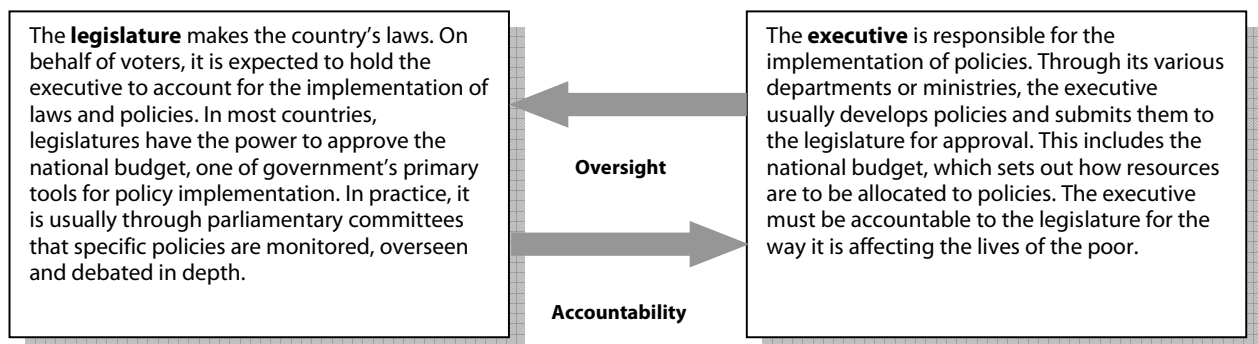 The legislature makes the country's laws. On
behalf of voters, it is expected to hold the
executive to account for the implementation of
laws and policies. In most countries,
legislatures have the power to approve the
national budget, one of government's primary
tools for policy implementation. In practice, it
is usually through parliamentary committees
that specific policies are monitored, overseen
and debated in depth.
Oversight
Accountability
The executive is responsible for the
implementation of policies. Through its various
departments or ministries, the executive
usually develops policies and submits them to
the legislature for approval. This includes the
national budget, which sets out how resources
are to be allocated to policies. The executive
must be accountable to the legislature for the
way it is affecting the lives of the poor.